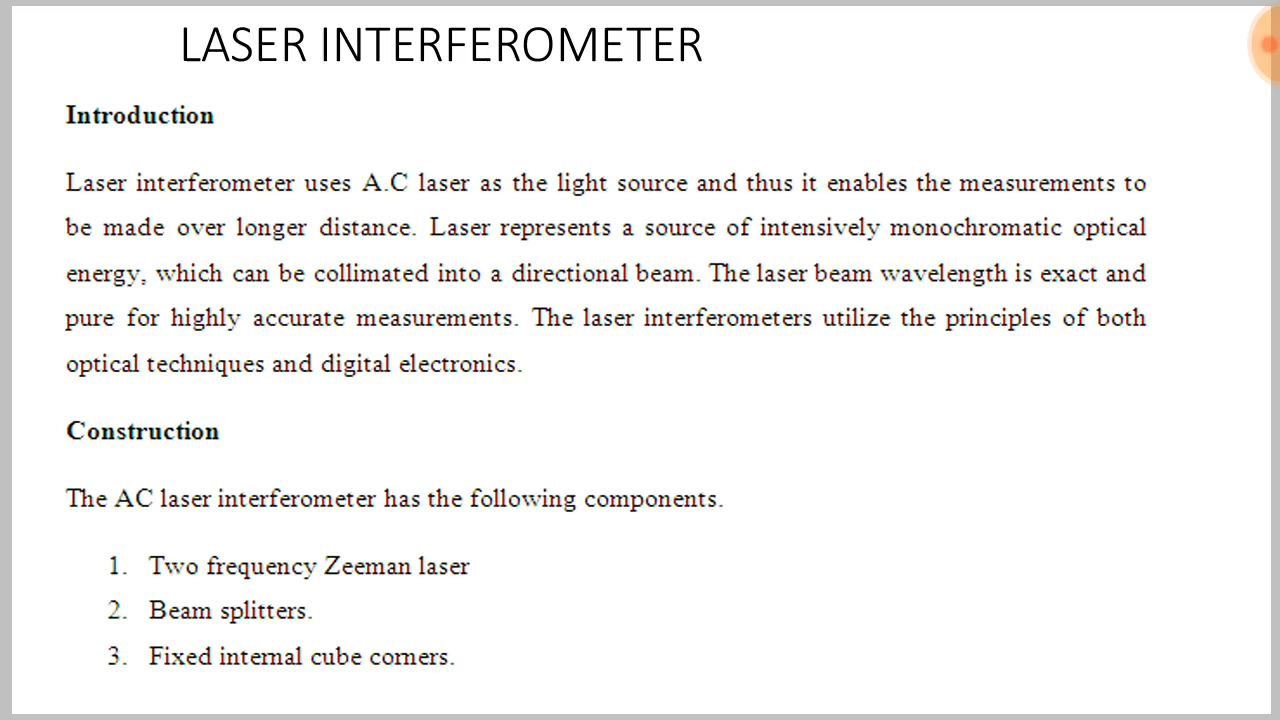 LASER INTERFEROMETER
Introduction
Laser interferometer uses A.C laser as the light source and thus it enables the measurements to
be made over longer distance. Laser represents a source of intensively monochromatic optical
energy, which can be collimated into a directional beam. The laser beam wavelength is exact and
pure for highly accurate measurements. The laser interferometers utilize the principles of both
optical techniques and digital electronics.
Construction
The AC laser interferometer has the following components.
1. Two frequency Zeeman laser
2. Beam splitters.
3. Fixed internal cube corners.